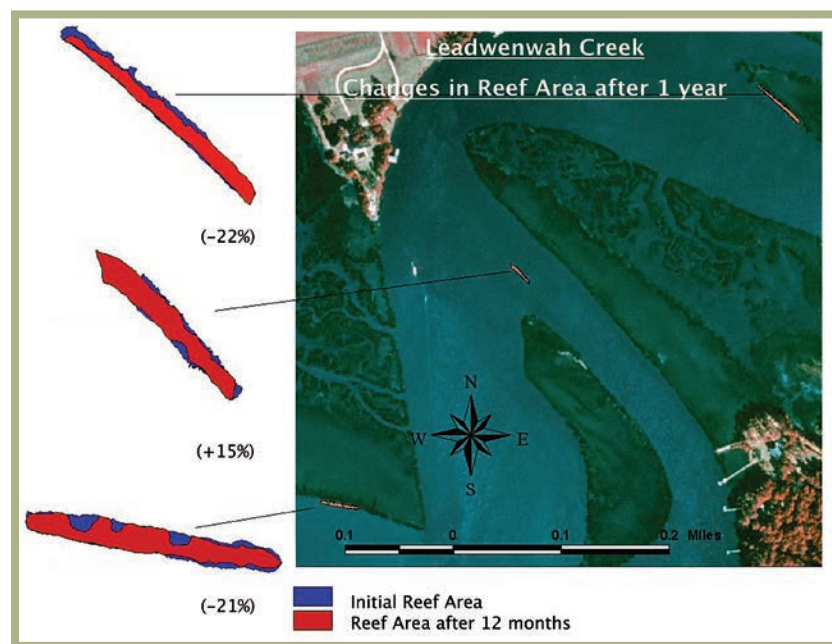 Leadwenwah Creek
Changes in Reef Area after 1 year
(-22%)
(+15%)
N
W E
S
0.1 0 0.1 0.2 Miles
(-21%)
Initial Reef Area
Reef Area after 12 months